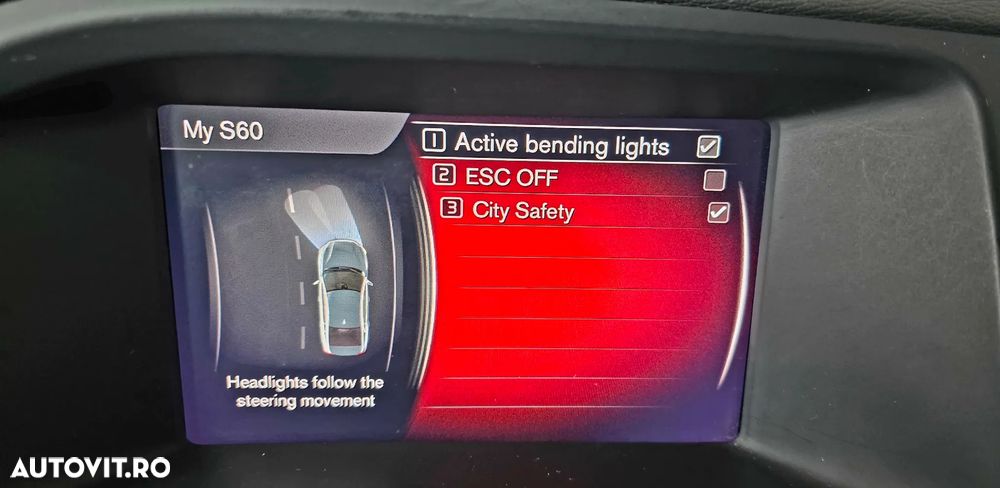 My S60
1 Active bending lights
2 ESC OFF
3 City Safety
Headlights follow the
steering movement
AUTOVIT.RO